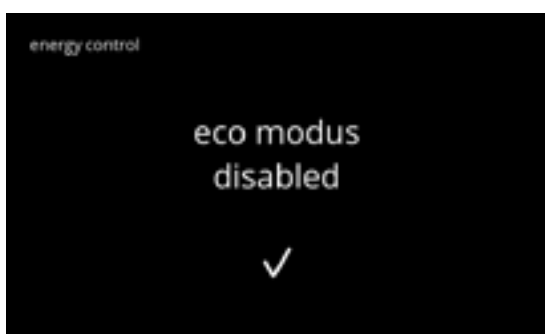 energy control
eco modus
disabled